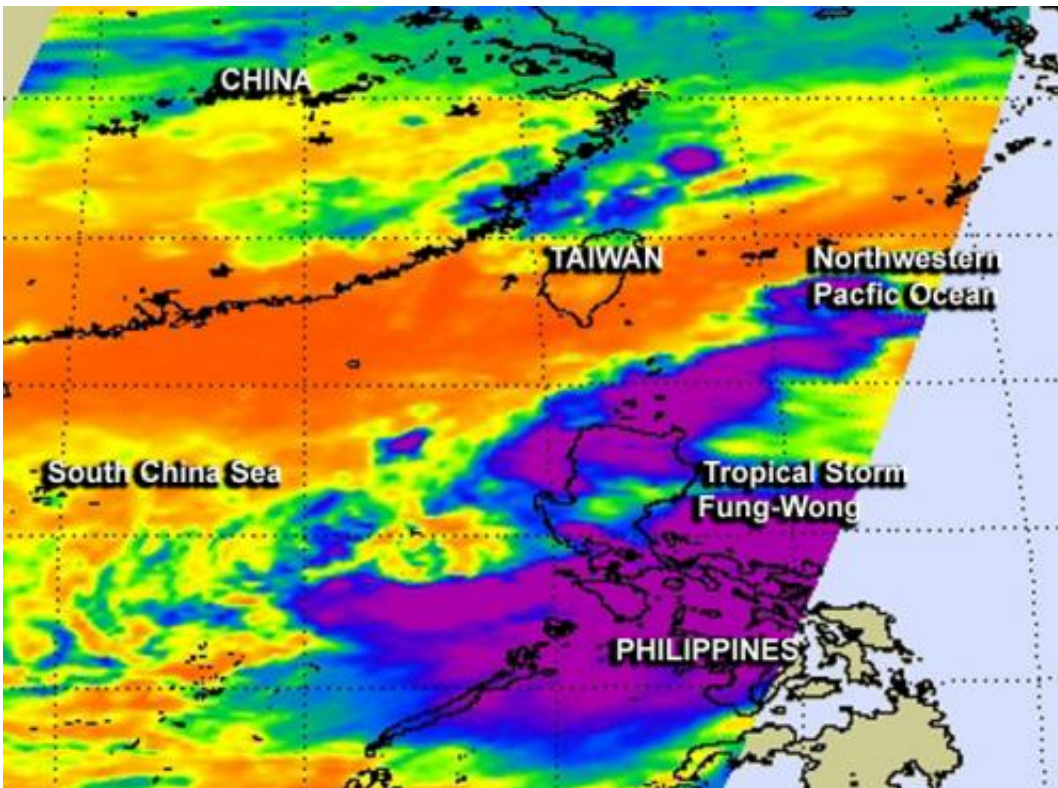 CHINA
TAIWAN
Northwestern
Pacfic Ocean
South China Sea
Tropical Storm
Fung-Wong
PHILIPPINES